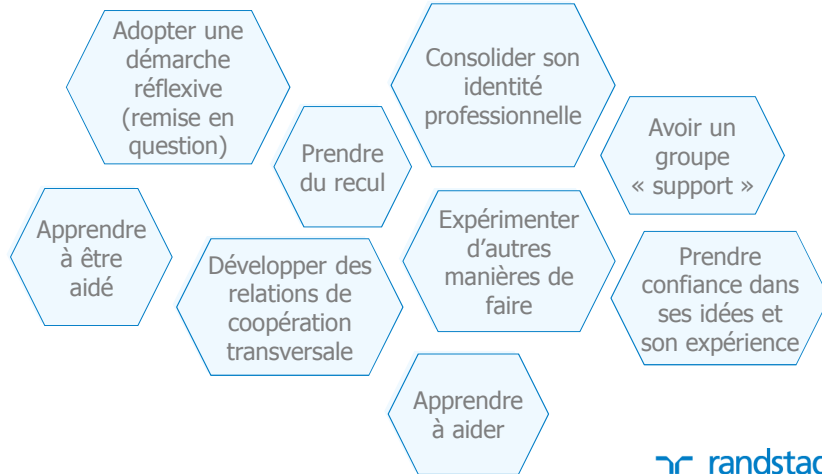 Adopter une
démarche
réflexive
(remise en
question)
Consolider son
identité
professionnelle
Prendre
du recul
Avoir un
groupe
« support »
Apprendre
à être
aidé
Développer des
relations de
coopération
transversale
Expérimenter
d’autres
manières de
faire
Prendre
confiance dans
ses idées et
son expérience
Apprendre
à aider
randstad